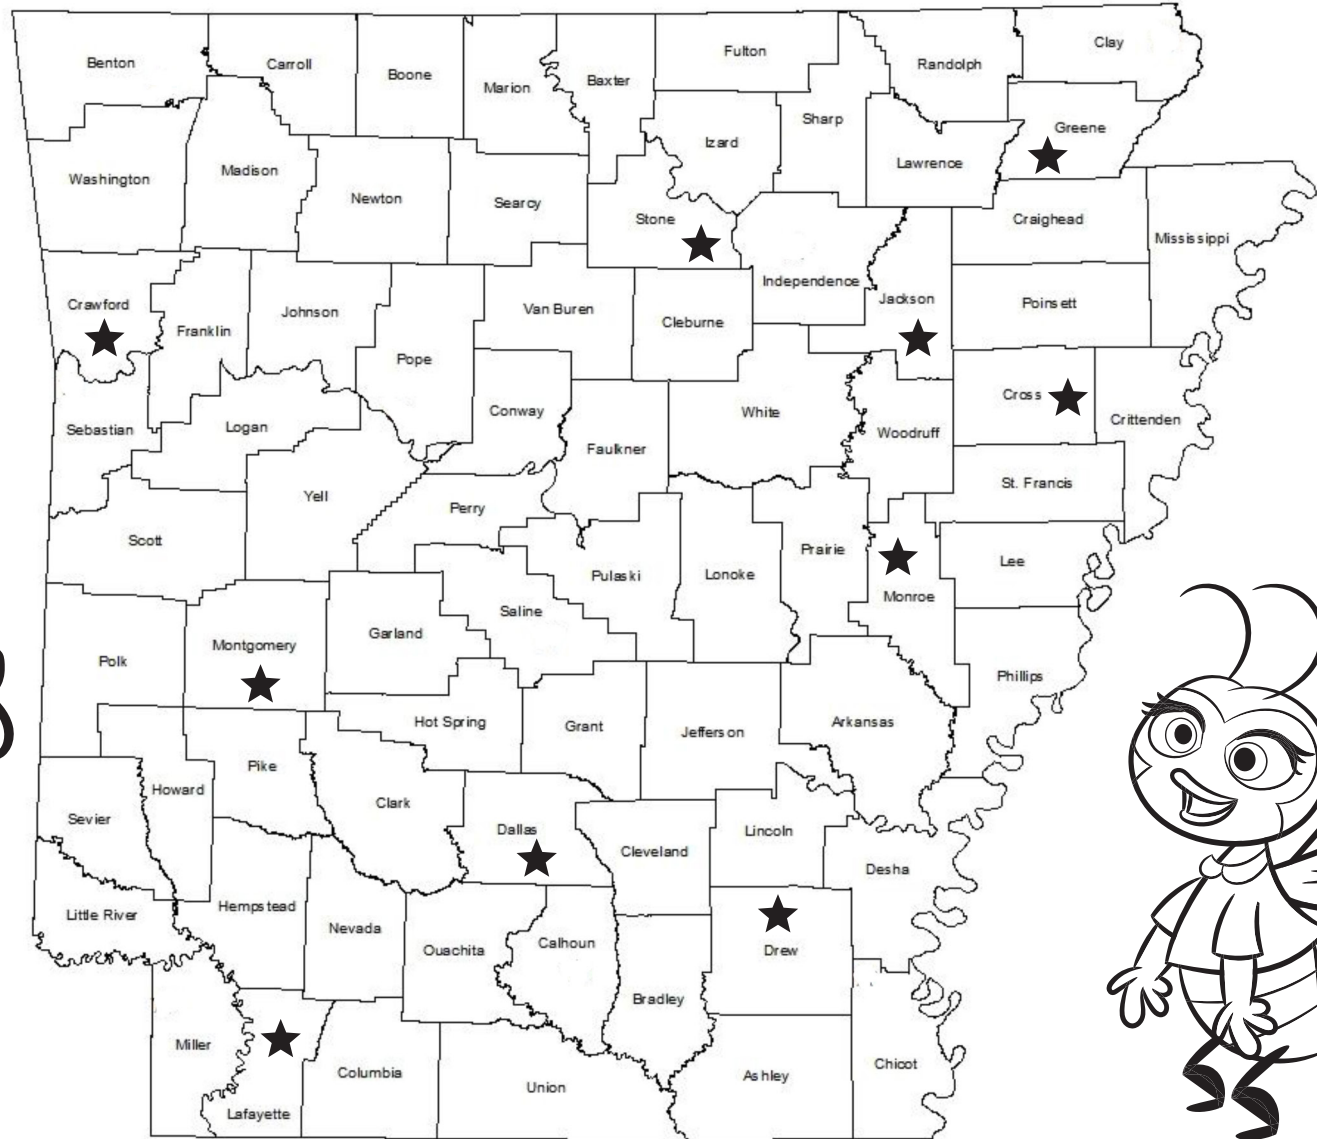 Benton
Carroll
Boone
Marion
Baxter
Fulton
Randolph
Clay
Sharp
Izard
Greene
Lawrence
Washington
Madison
Newton
Searcy
Stone
Craighead
Mississippi
Independence
Crawford
Franklin
Johnson
Van Buren
Cleburne
Jackson
Poinsett
Pope
Sebastian
Logan
Conway
White
Cross
Crittenden
Woodruff
Faulkner
St. Francis
Yell
Perry
Scott
Pulaski
Lonoke
Prairie
Lee
Monroe
Saline
Garland
Montgomery
Polk
Phillips
Hot Spring
Grant
Jefferson
Arkansas
Pike
Howard
Clark
Sevier
Dallas
Lincoln
Cleveland
Desha
Little River
Hempstead
Nevada
Ouachita
Calhoun
Drew
Bradley
Miller
Lafayette
Columbia
Union
Ashley
Chicot